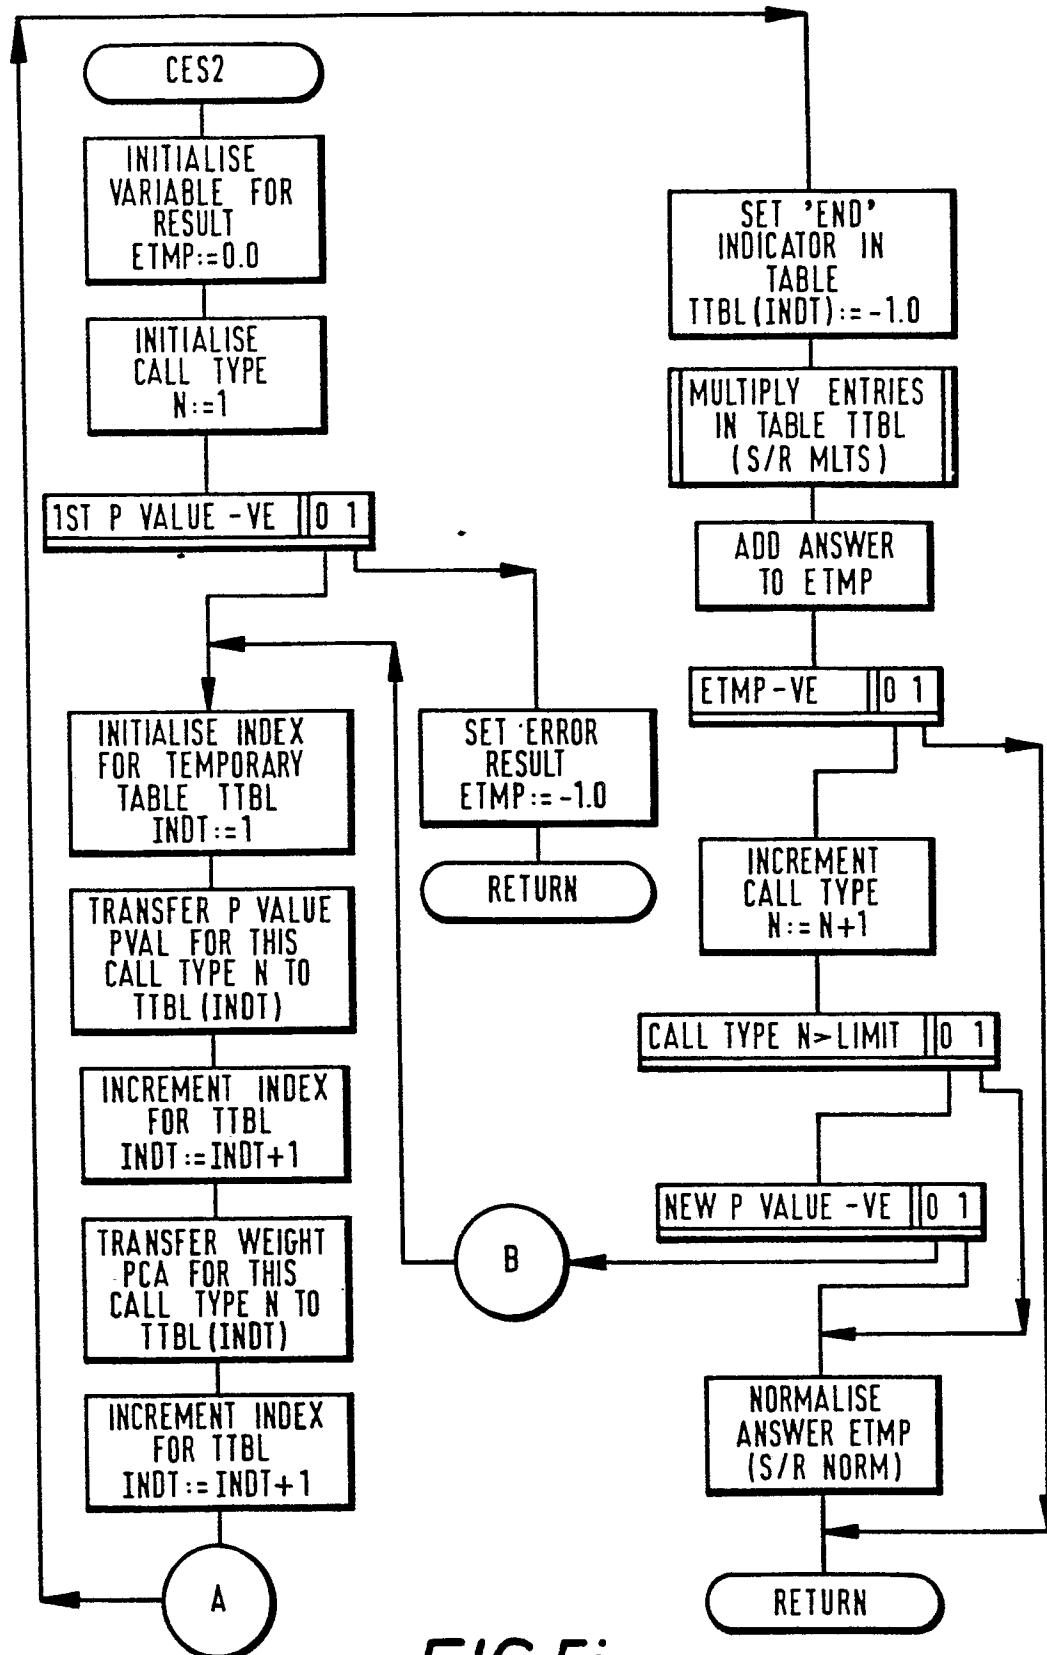 CES2
INITIALISE
VARIABLE FOR
RESULT
ETMP:=0.0
INITIALISE
CALL TYPE
N:=1
1ST P VALUE -VE 0 1
INITIALISE INDEX
FOR TEMPORARY
TABLE TTBL
INDT:=1
TRANSFER P VALUE
PVAL FOR THIS
CALL TYPE N TO
TTBL(INDT)
INCREMENT INDEX
FOR TTBL
INDT:=INDT+1
TRANSFER WEIGHT
PCA FOR THIS
CALL TYPE N TO
TTBL(INDT)
INCREMENT INDEX
FOR TTBL
INDT:=INDT+1
A
SET ERROR
RESULT
ETMP:=-1.0
RETURN
B
SET 'END'
INDICATOR IN
TABLE
TTBL(INDT):=-1.0
MULTIPLY ENTRIES
IN TABLE TTBL
(S/R MLTS)
ADD ANSWER
TO ETMP
ETMP-VE 0 1
INCREMENT
CALL TYPE
N:=N+1
CALL TYPE N>LIMIT 0 1
NEW P VALUE -VE 0 1
NORMALISE
ANSWER ETMP
(S/R NORM)
RETURN